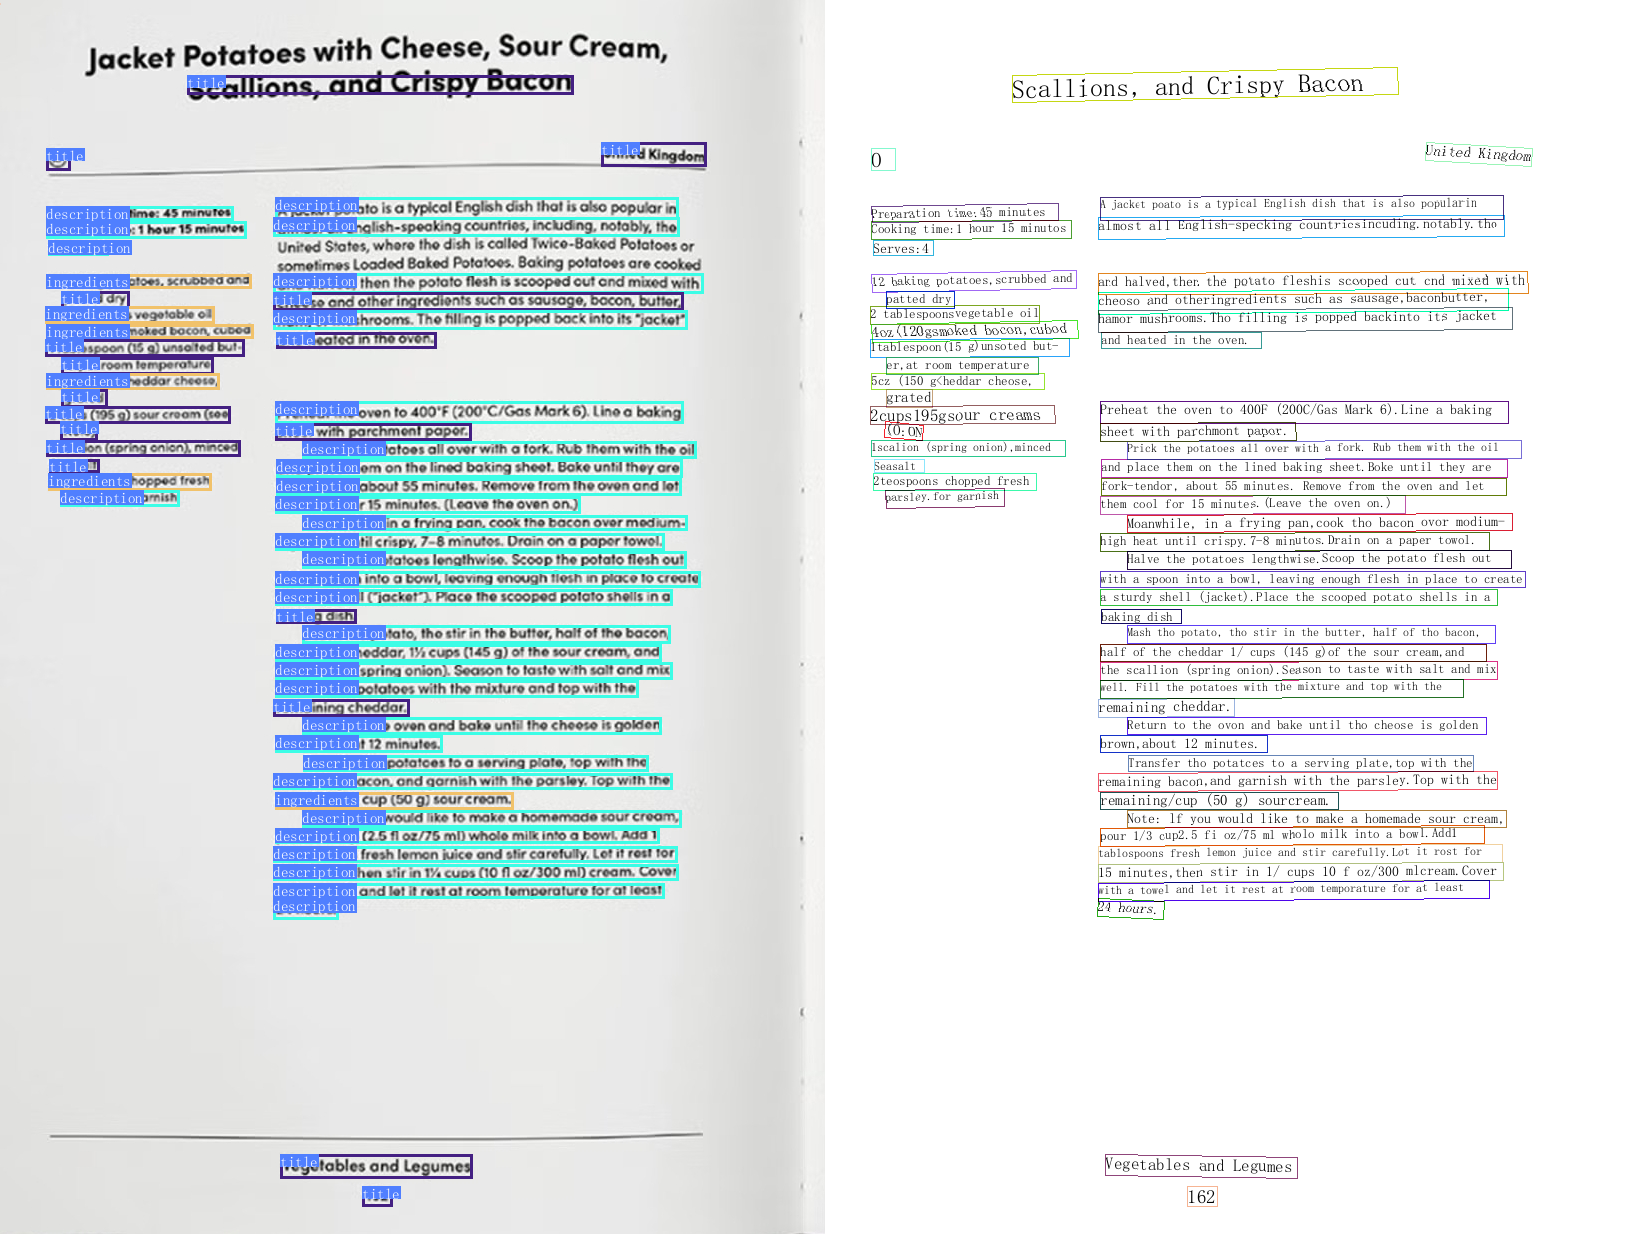 Jacket Potatoes with Cheese, Sour Cream,
Scallions, and Crispy Bacon
title
title
title
Kingdom
description time: 45 minutes
description : 1 hour 15 minutes
description
ingredients atoes, scrubbed and
title dry
ingredients vegetable oil
ingredients moked bacon, cubed
title spoon (15 g) unsalted but-
title room temperature
ingredients heddar cheese,
title
title (195 g) sour cream (see
title
title on (spring onion), minced
title
ingredients hopped fresh
description rnish
description ato is a typical English dish that is also popular in
description nglish-speaking countries, including, notably, the
United States, where the dish is called Twice-Baked Potatoes or
sometimes Loaded Baked Potatoes. Baking potatoes are cooked
description then the potato flesh is scooped out and mixed with
title se and other ingredients such as sausage, bacon, butter,
description hrooms. The filling is popped back into its "jacket"
title eated in the oven.
description oven to 400°F (200°C/Gas Mark 6). Line a baking
title with parchment paper.
description atoes all over with a fork. Rub them with the oil
description em on the lined baking sheet. Bake until they are
description about 55 minutes. Remove from the oven and let
description r 15 minutes. (Leave the oven on.)
description in a frying pan, cook the bacon over medium-
description til crispy, 7–8 minutes. Drain on a paper towel.
description tatoes lengthwise. Scoop the potato flesh out
description into a bowl, leaving enough flesh in place to create
description l ("jacket"). Place the scooped potato shells in a
title g dish.
description tato, the stir in the butter, half of the bacon,
description heddar, 1½ cups (145 g) of the sour cream, and
description spring onion). Season to taste with salt and mix
description potatoes with the mixture and top with the
title ining cheddar.
description oven and bake until the cheese is golden
description t 12 minutes.
description potatoes to a serving plate, top with the
description acon, and garnish with the parsley. Top with the
ingredients cup (50 g) sour cream.
description would like to make a homemade sour cream,
description (2.5 fl oz/75 ml) whole milk into a bowl. Add 1
description fresh lemon juice and stir carefully. Let it rest for
description hen stir in 1¼ cups (10 fl oz/300 ml) cream. Cover
description and let it rest at room temperature for at least
description
title tables and Legumes
title
Scallions, and Crispy Bacon
O
United Kingdom
Preparation time:45 minutes
Cooking time:1 hour 15 minutes
Serves:4
12 baking potatoes,scrubbed and
patted dry
2 tablespoonsvegetable oil
4oz(120gsmoked bocon,cubod
1tablespoon(15 g)unsoted but-
er,at room temperature
5cz (150 g<heddar cheose,
grated
2cups195gsour creams
(O:ON
1scalion (spring onion),minced
Seasalt
2teospoons chopped fresh
parsley.for garnish
A jacket poato is a typical English dish that is also popularin
almost all English-specking countricsincuding.notably.tho
ard halved,ther. the potato fleshis scooped cut cnd mixed with
cheoso and otheringredients such as sausage,baconbutter,
hamor mushrooms.Tho filling is popped backinto its jacket
and heated in the oven.
Preheat the oven to 400F (200C/Gas Mark 6).Line a baking
sheet with parchmont papor.
Prick the potatoes all over with a fork. Rub them with the oil
and place them on the lined baking sheet.Boke until they are
fork-tendor, about 55 minutes. Remove from the oven and let
them cool for 15 minutes.(Leave the oven on.)
Moanwhile, in a frying pan,cook tho bacon ovor modium-
high heat until crispy.7-8 minutos.Drain on a paper towol.
Halve the potatoes lengthwise.Scoop the potato flesh out
with a spoon into a bowl, leaving enough flesh in place to create
a sturdy shell (jacket).Place the scooped potato shells in a
baking dish
Mash tho potato, tho stir in the butter, half of tho bacon,
half of the cheddar 1/ cups (145 g)of the sour cream,and
the scallion (spring onion).Season to taste with salt and mix
well. Fill the potatoes with the mixture and top with the
remaining cheddar.
Return to the ovon and bake until tho cheose is golden
brown,about 12 minutes.
Transfer tho potatces to a serving plate,top with the
remaining bacon,and garnish with the parsley.Top with the
remaining/cup (50 g) sourcream.
Note: lf you would like to make a homemade sour cream,
pour 1/3 cup2.5 fi oz/75 ml wholo milk into a bowl.Add1
tablospoons fresh lemon juice and stir carefully.Lot it rost for
15 minutes,then stir in 1/ cups 10 f oz/300 mlcream.Cover
with a towel and let it rest at room temporature for at least
24 hours.
Vegetables and Legumes
162